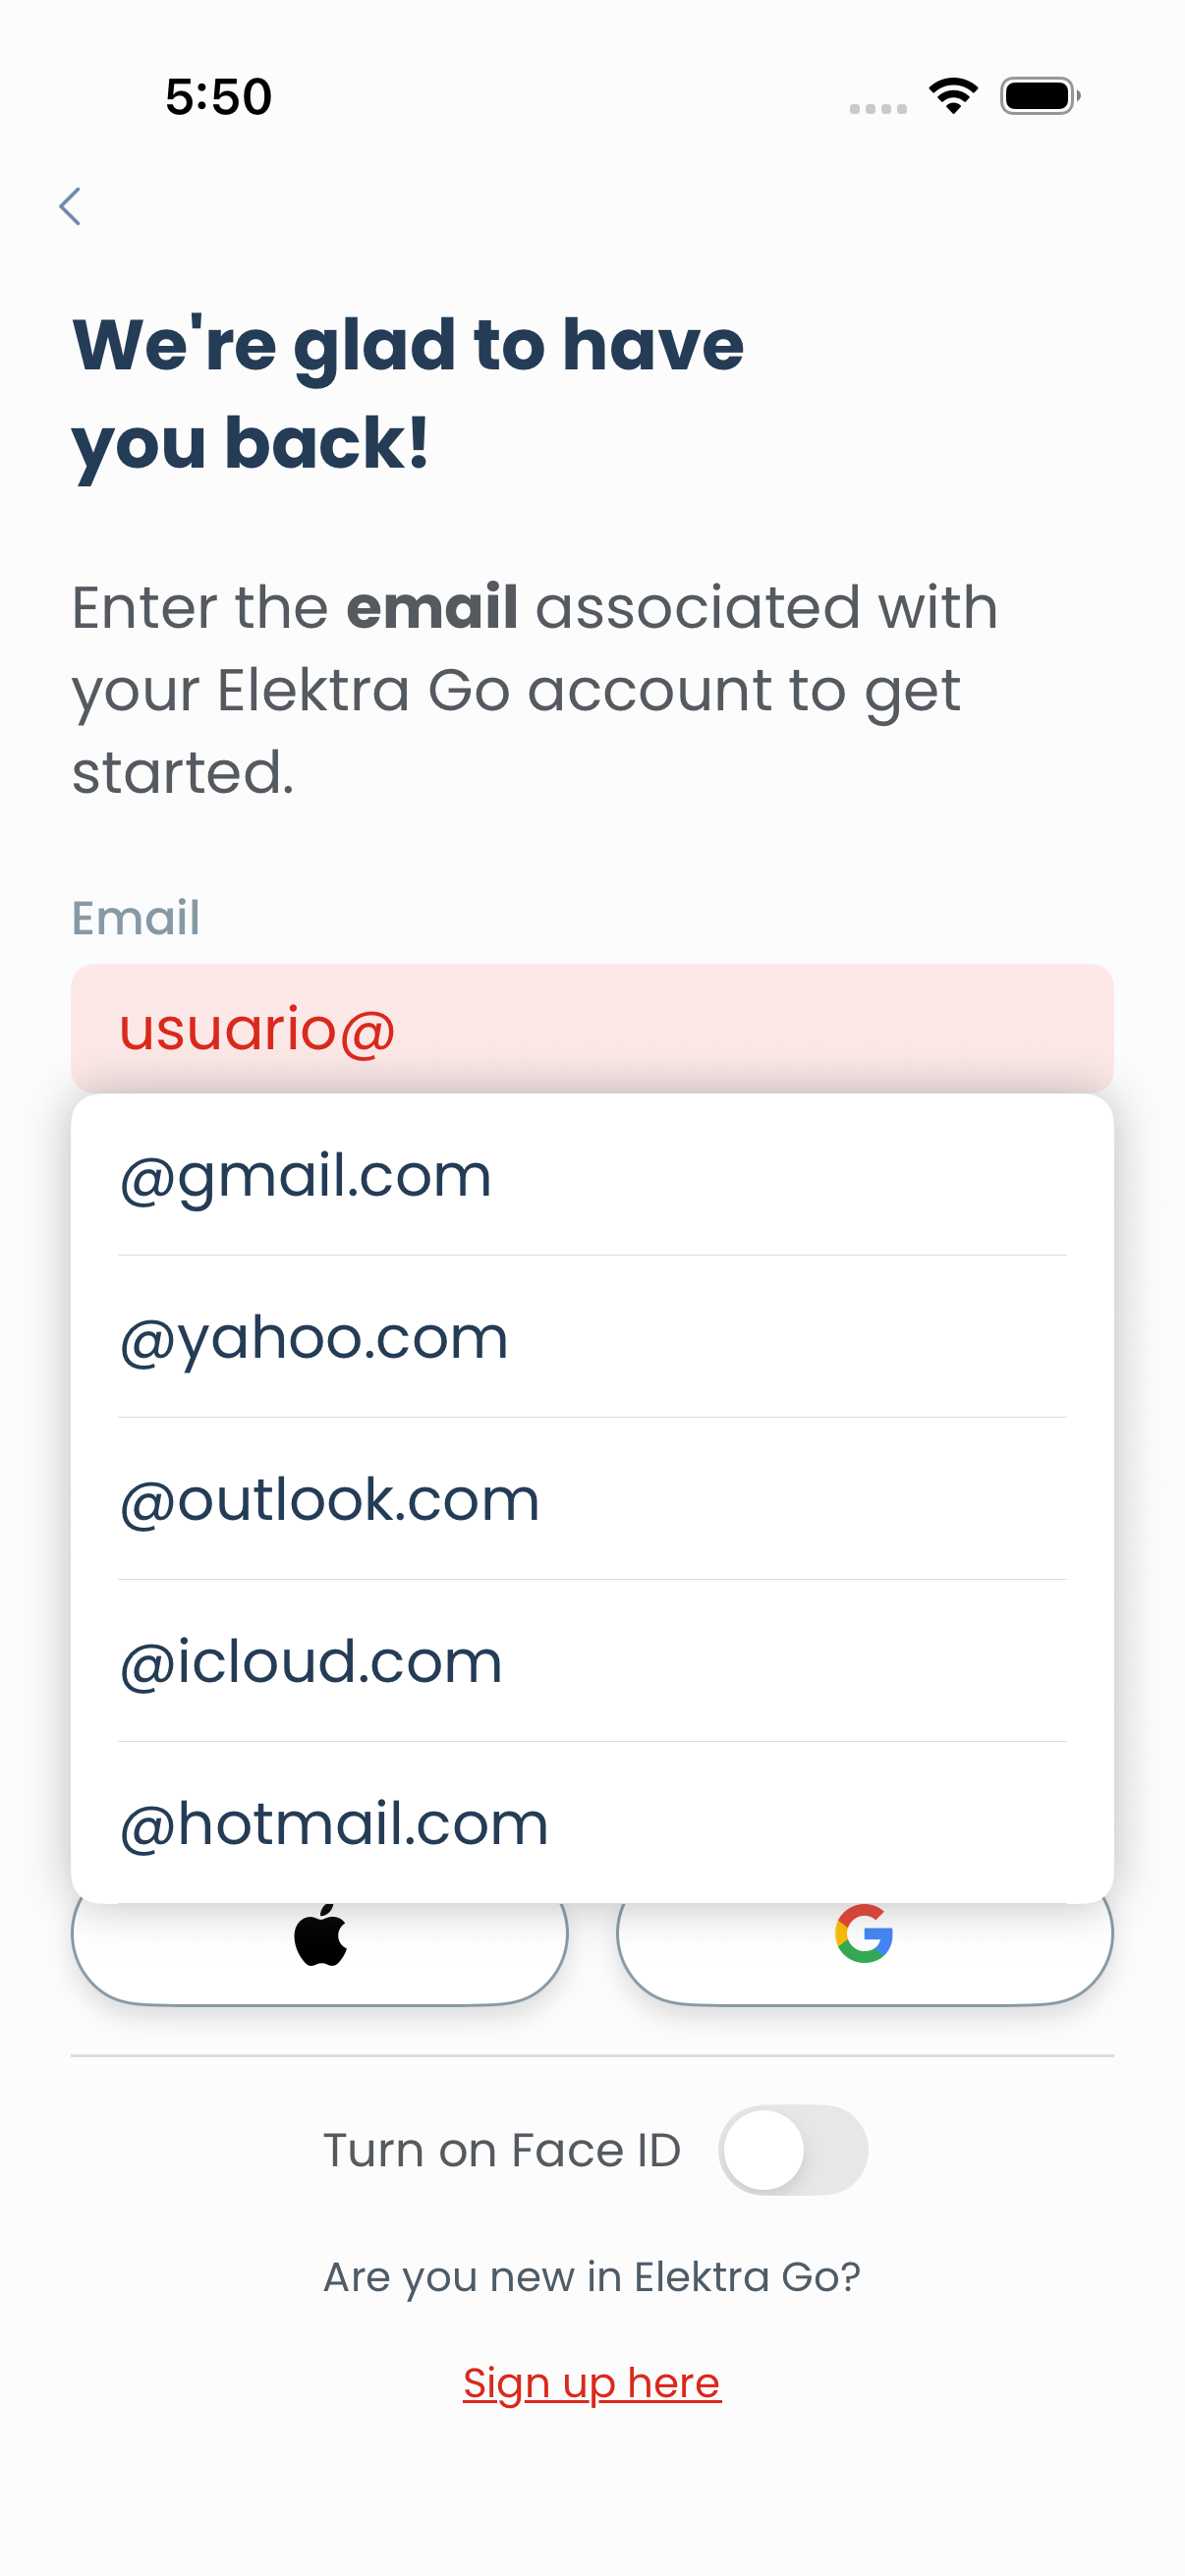 5:50
We're glad to have
you back!
Enter the email associated with
your Elektra Go account to get
started.
Email
usuario@
@gmail.com
@yahoo.com
@outlook.com
@icloud.com
@hotmail.com
Turn on Face ID
Are you new in Elektra Go?
Sign up here